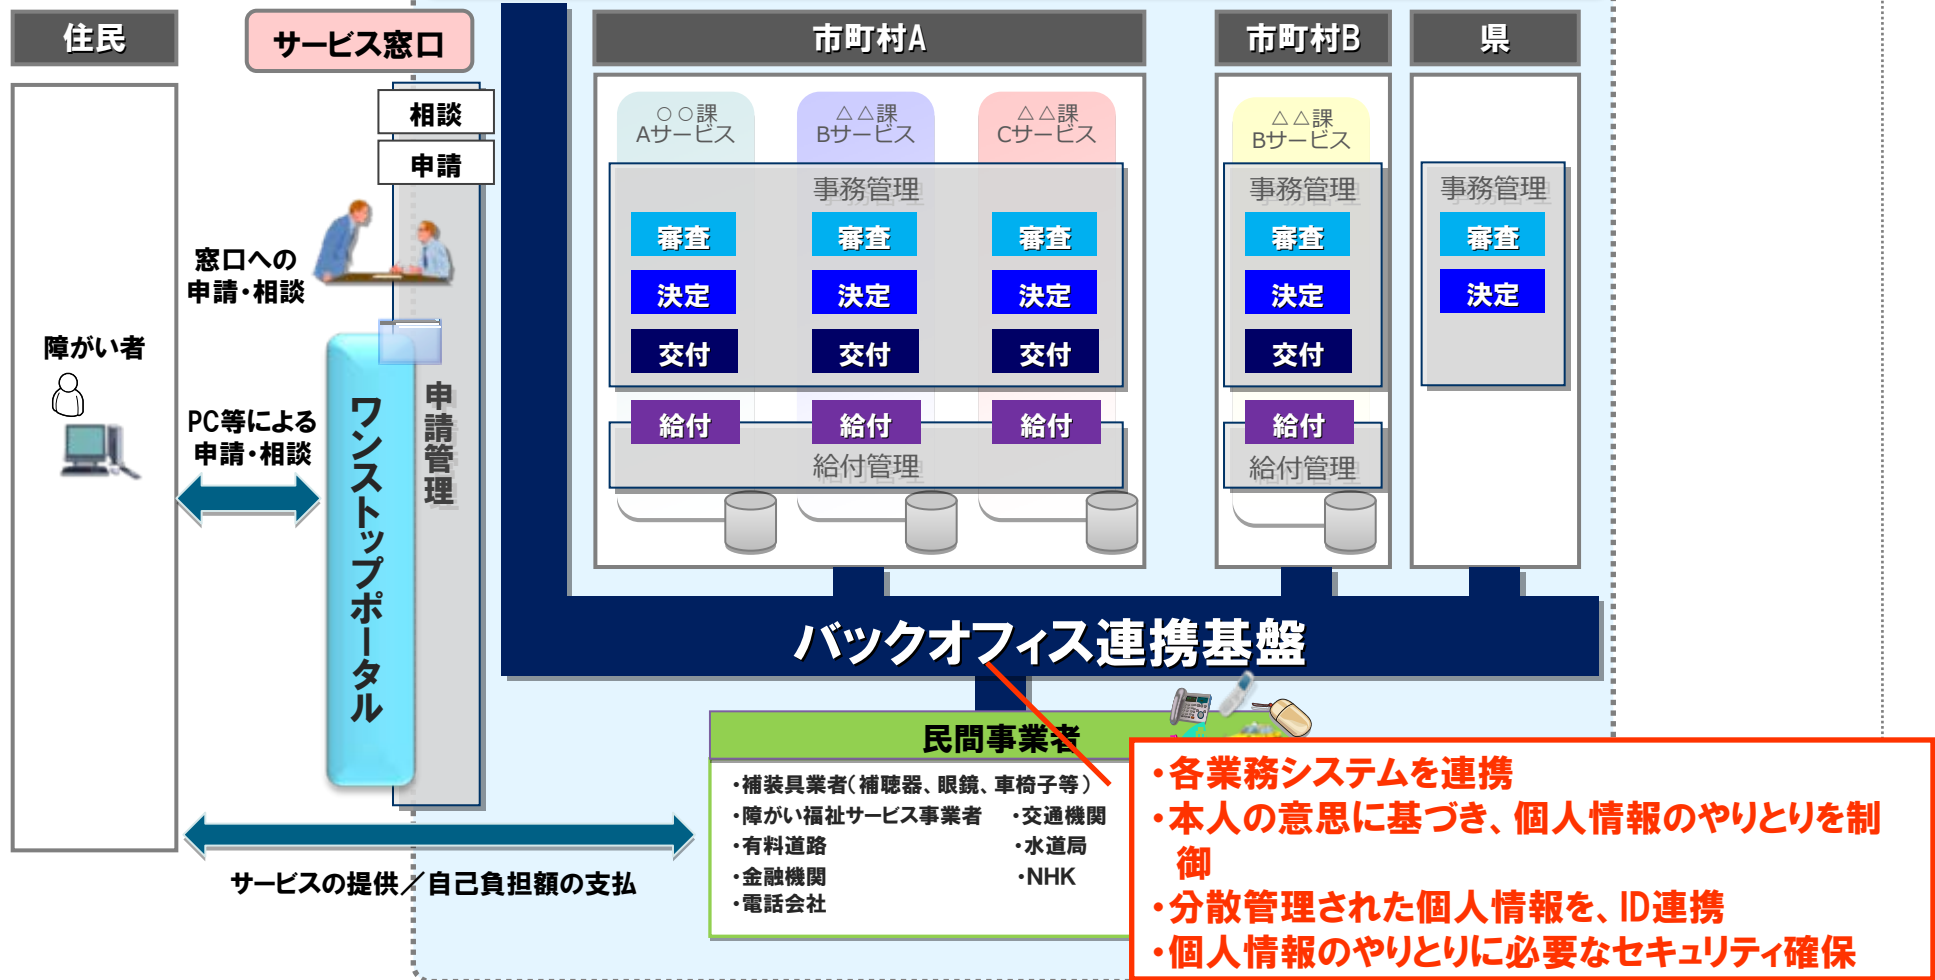 住民
サービス窓口
市町村A
市町村B
県
相談
申請
○○課
Aサービス
△△課
Bサービス
△△課
Cサービス
△△課
Bサービス
事務管理
事務管理
事務管理
審査
審査
審査
審査
審査
決定
決定
決定
決定
決定
交付
交付
交付
交付
給付
給付
給付
給付
給付管理
給付管理
窓口への
申請・相談
障がい者
PC等による
申請・相談
ワンストップポータル
申請管理
バックオフィス連携基盤
民間事業者
・補装具業者(補聴器、眼鏡、車椅子等)
・障がい福祉サービス事業者
・交通機関
・有料道路
・水道局
・金融機関
・NHK
・電話会社
サービスの提供/自己負担額の支払
・各業務システムを連携
・本人の意思に基づき、個人情報のやりとりを制
御
・分散管理された個人情報を、ID連携
・個人情報のやりとりに必要なセキュリティ確保